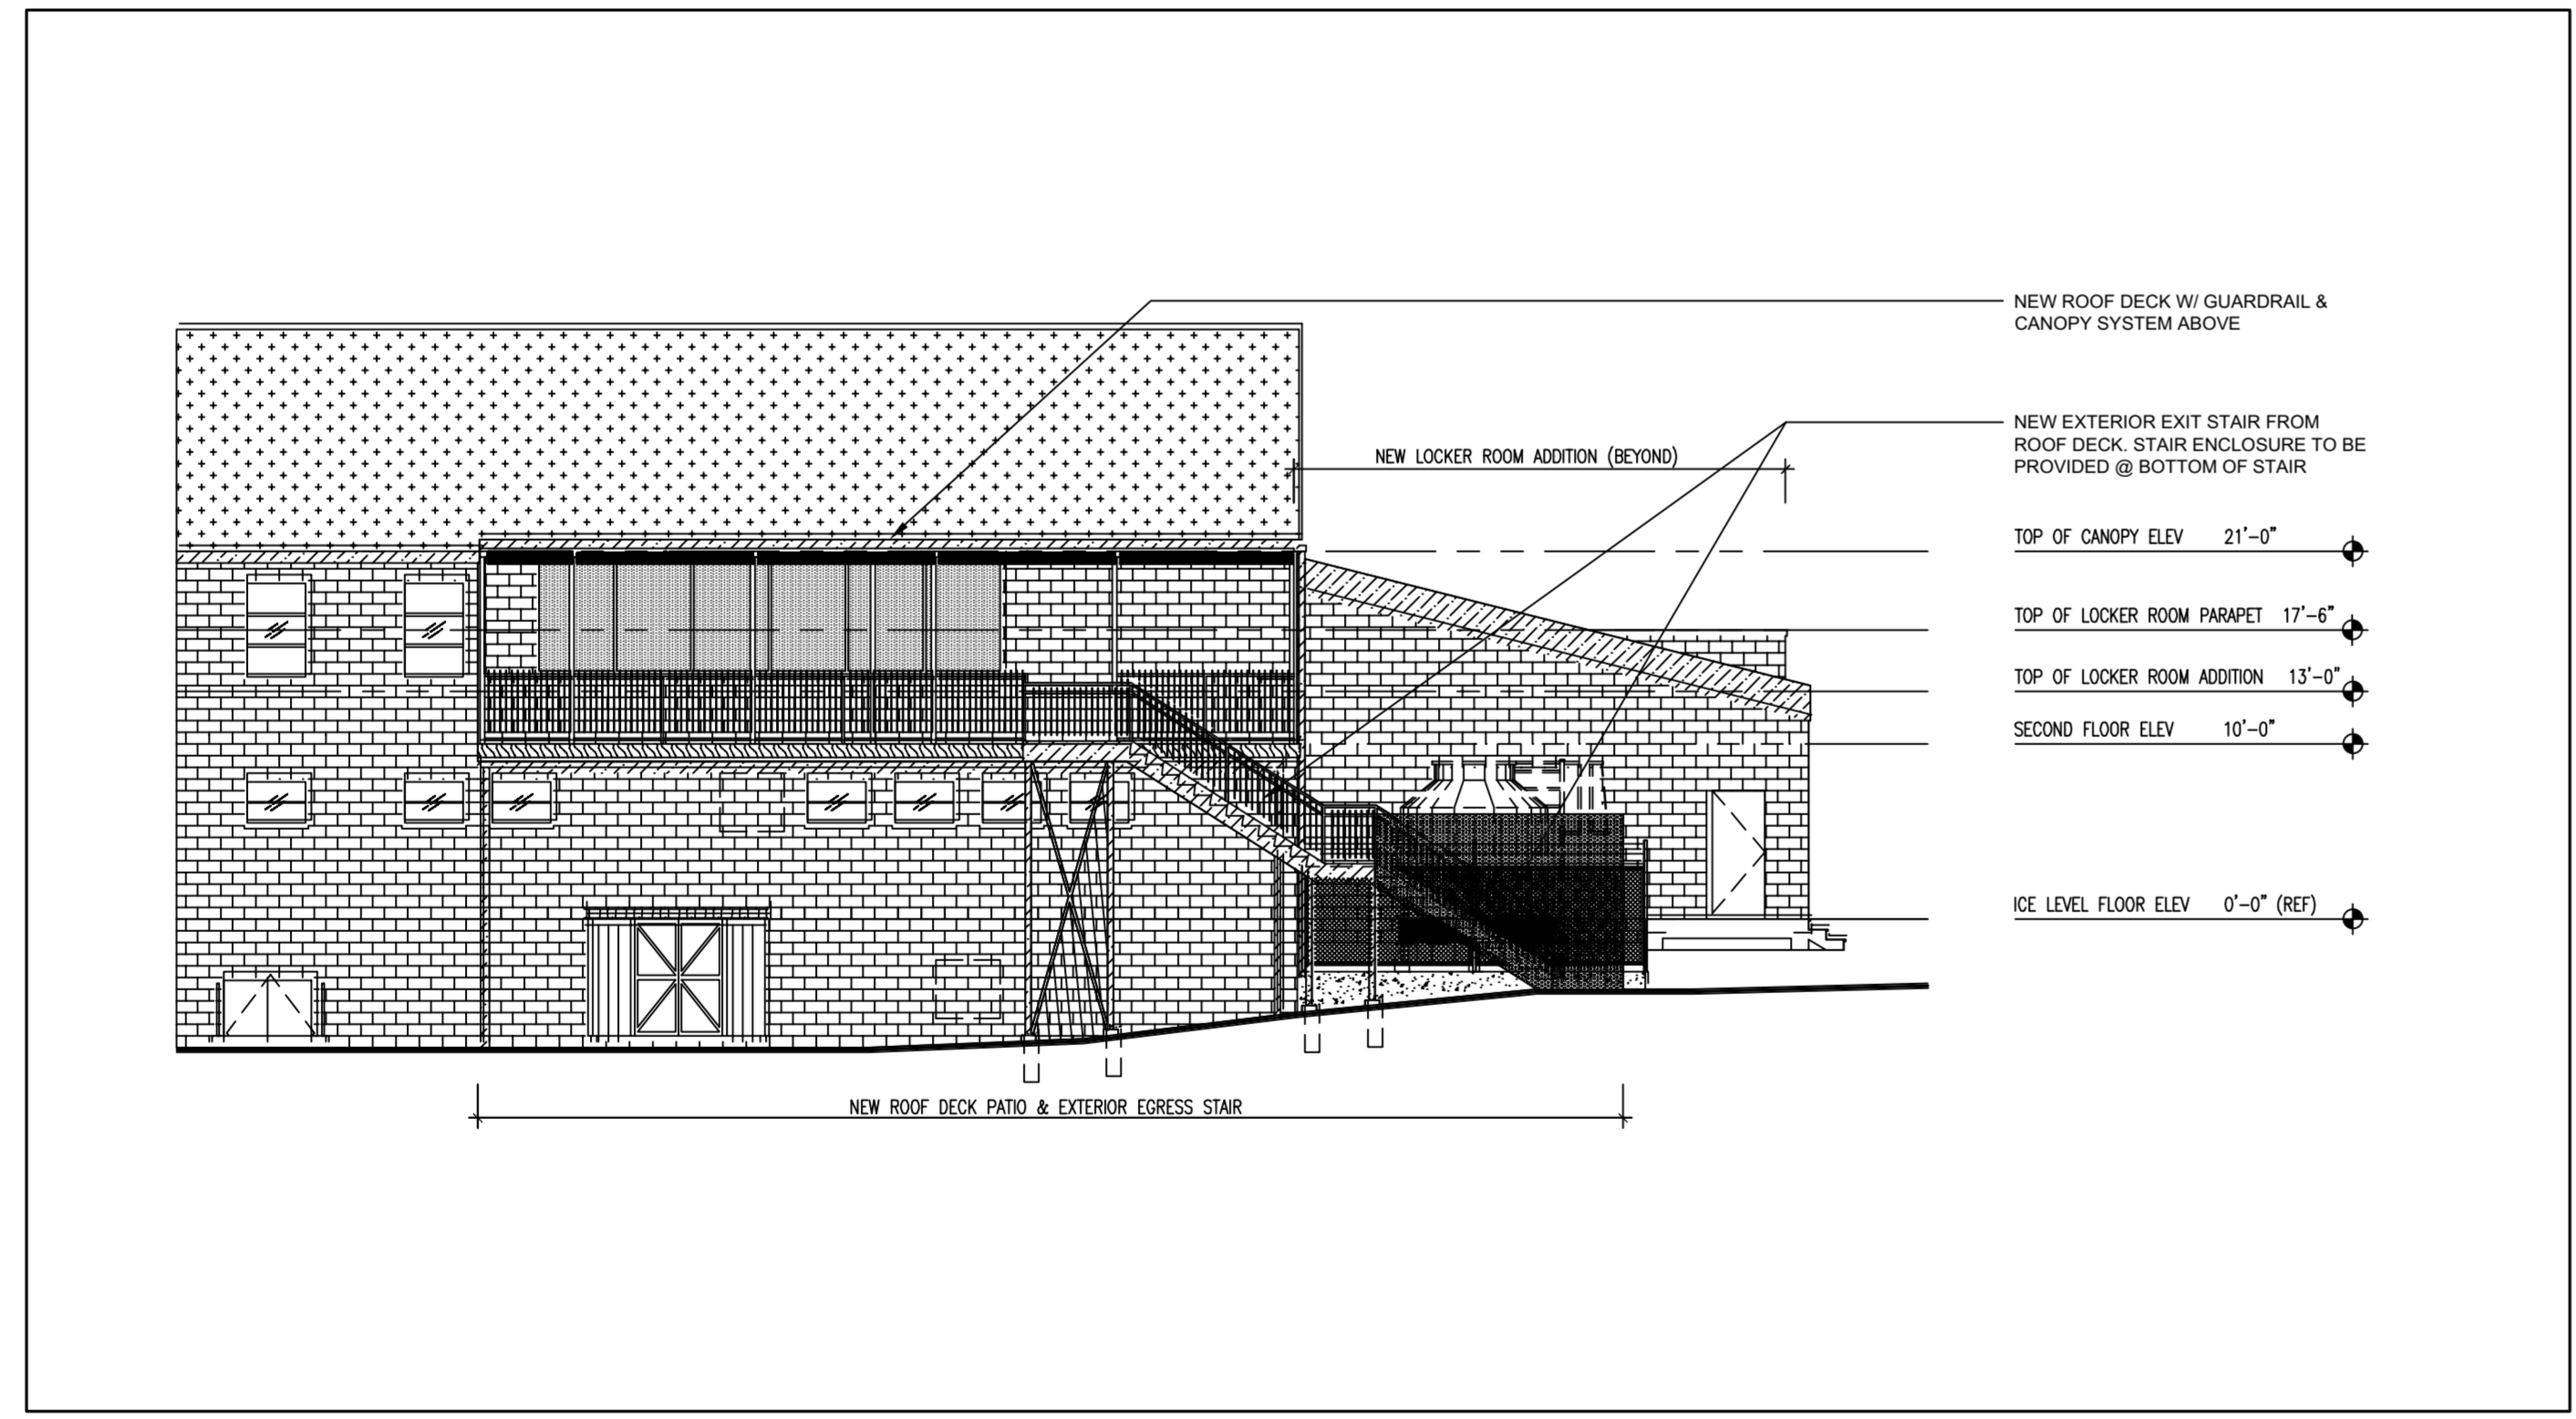 NEW ROOF DECK W/ GUARDRAIL &
CANOPY SYSTEM ABOVE
NEW EXTERIOR EXIT STAIR FROM
ROOF DECK. STAIR ENCLOSURE TO BE
PROVIDED @ BOTTOM OF STAIR
NEW LOCKER ROOM ADDITION (BEYOND)
TOP OF CANOPY ELEV 21'-0"
TOP OF LOCKER ROOM PARAPET 17'-6"
TOP OF LOCKER ROOM ADDITION 13'-0"
SECOND FLOOR ELEV 10'-0"
ICE LEVEL FLOOR ELEV 0'-0" (REF)
NEW ROOF DECK PATIO & EXTERIOR EGRESS STAIR